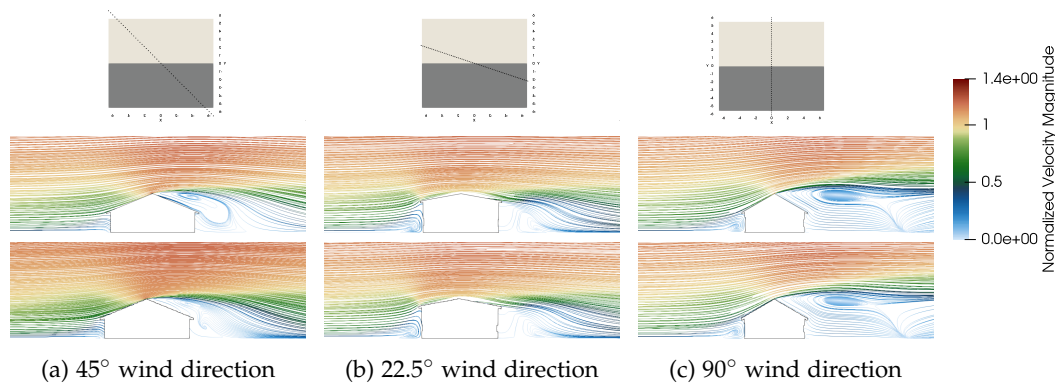 1.4e+00
1
0.5
0.0e+00
Normalized Velocity Magnitude
X
X
X
Y
Y
Y
(a) 45° wind direction
(b) 22.5° wind direction
(c) 90° wind direction